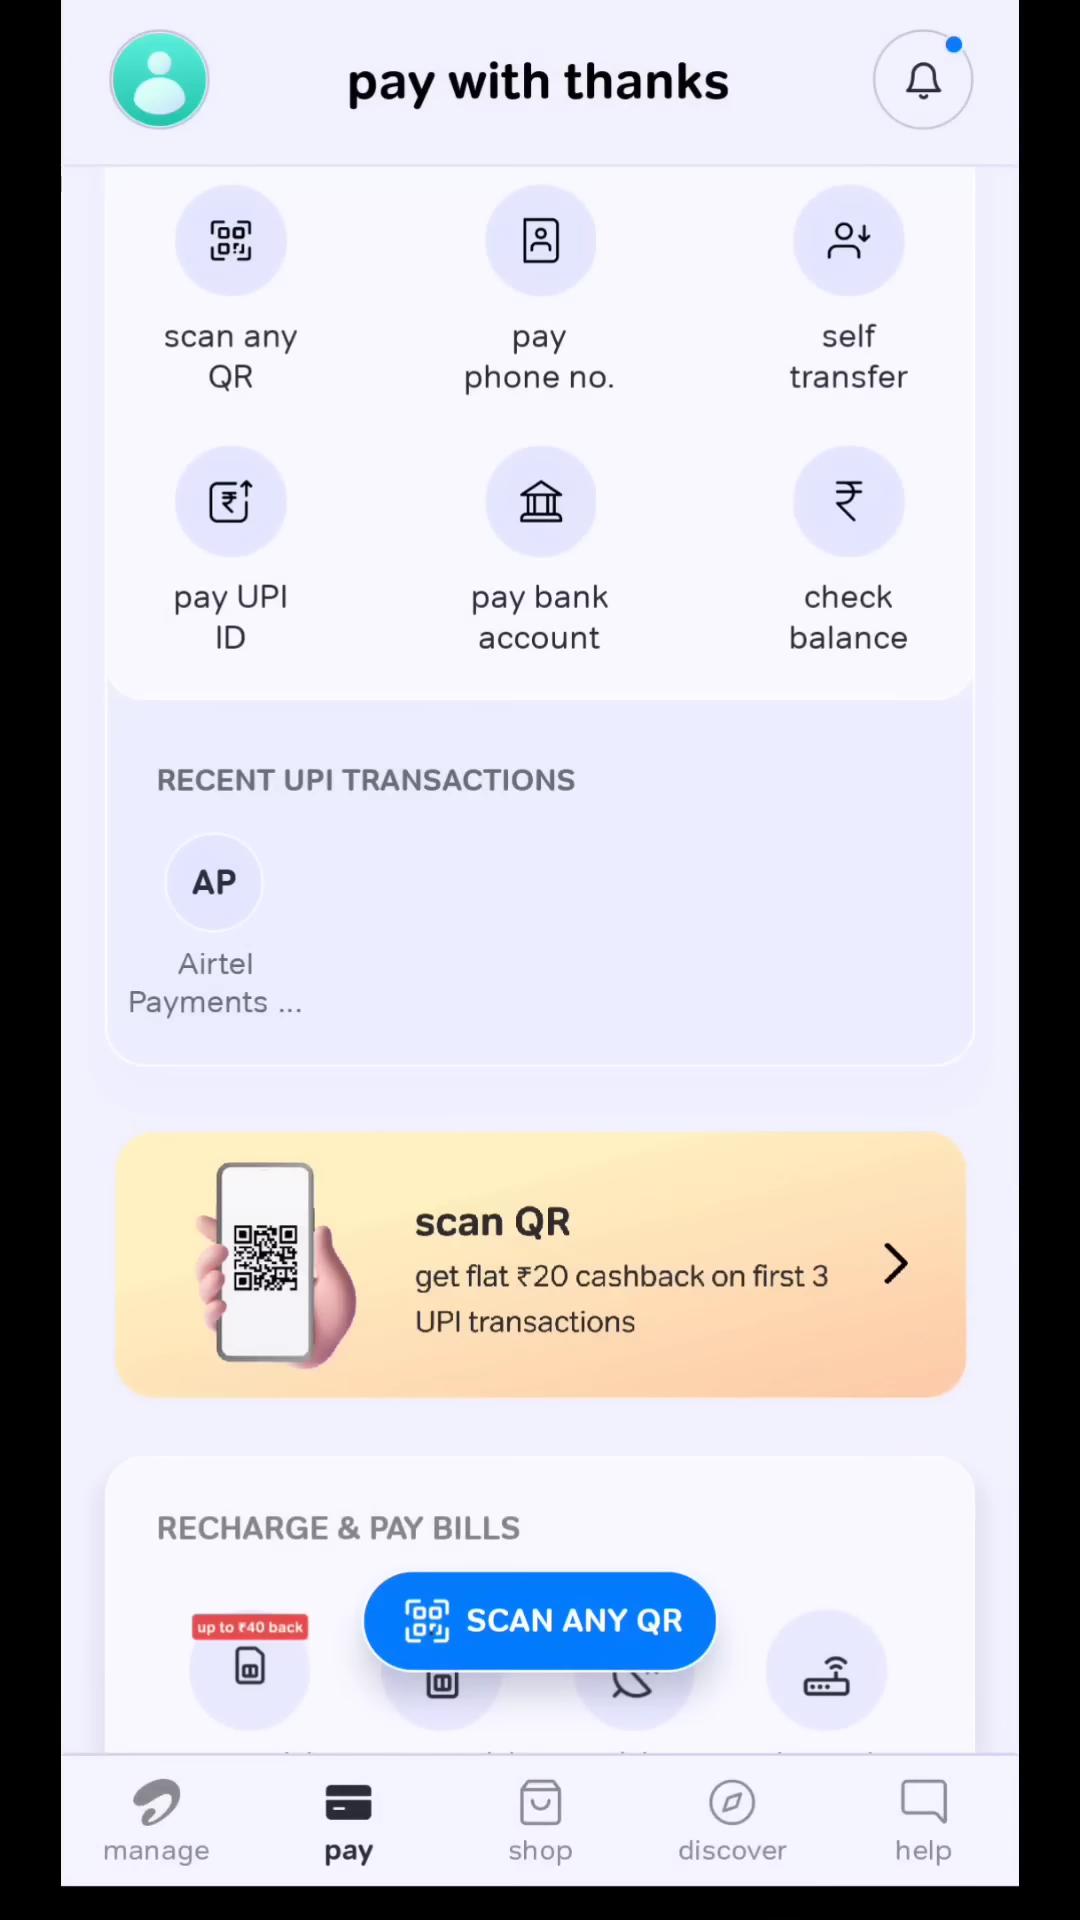 pay with thanks
scan any
QR
pay
phone no.
self
transfer
pay UPI
ID
pay bank
account
check
balance
RECENT UPI TRANSACTIONS
AP
Airtel
Payments ...
scan QR
get flat ₹20 cashback on first 3
UPI transactions
RECHARGE & PAY BILLS
up to ₹40 back
SCAN ANY QR
manage
pay
shop
discover
help